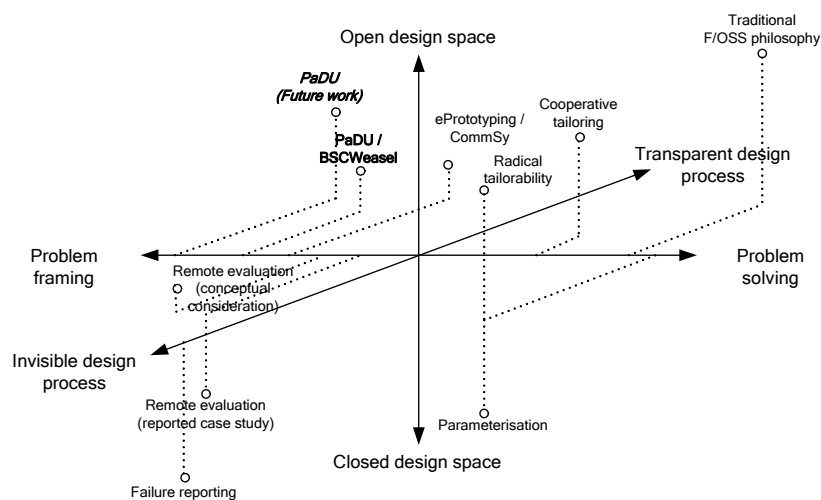 Traditional
F/OSS philosophy
Open design space
PaDU
(Future work)
PaDU /
BSCWeasel
ePrototyping /
CommSy
Cooperative
tailoring
Radical
tailorability
Transparent design
process
Problem
framing
Problem
solving
Remote evaluation
(conceptual
consideration)
Invisible design
process
Remote evaluation
(reported case study)
Parameterisation
Closed design space
Failure reporting